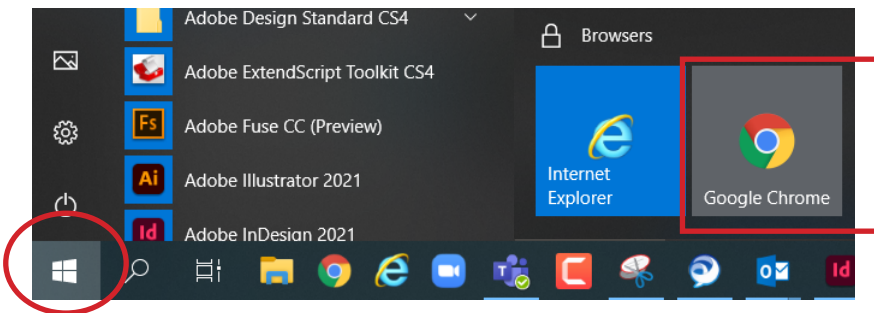 Adobe Design Standard CS4
Adobe ExtendScript Toolkit CS4
Fs Adobe Fuse CC (Preview)
Ai Adobe Illustrator 2021
Id Adobe InDesign 2021
Browsers
Internet
Explorer
Google Chrome
T
O
Id